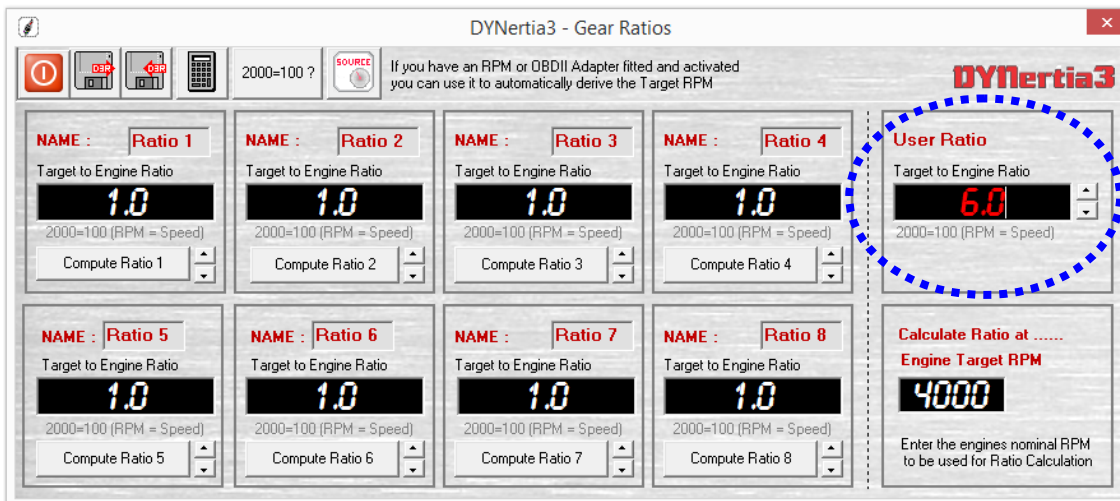 DYNertia3 - Gear Ratios
2000=100 ?
SOURCE
If you have an RPM or OBDII Adapter fitted and activated
you can use it to automatically derive the Target RPM
DYNertia3
NAME : Ratio 1
Target to Engine Ratio
1.0
2000=100 (RPM = Speed)
Compute Ratio 1
NAME : Ratio 2
Target to Engine Ratio
1.0
2000=100 (RPM = Speed)
Compute Ratio 2
NAME : Ratio 3
Target to Engine Ratio
1.0
2000=100 (RPM = Speed)
Compute Ratio 3
NAME : Ratio 4
Target to Engine Ratio
1.0
2000=100 (RPM = Speed)
Compute Ratio 4
User Ratio
Target to Engine Ratio
6.0
2000=100 (RPM = Speed)
NAME : Ratio 5
Target to Engine Ratio
1.0
2000=100 (RPM = Speed)
Compute Ratio 5
NAME : Ratio 6
Target to Engine Ratio
1.0
2000=100 (RPM = Speed)
Compute Ratio 6
NAME : Ratio 7
Target to Engine Ratio
1.0
2000=100 (RPM = Speed)
Compute Ratio 7
NAME : Ratio 8
Target to Engine Ratio
1.0
2000=100 (RPM = Speed)
Compute Ratio 8
Calculate Ratio at ......
Engine Target RPM
4000
Enter the engines nominal RPM
to be used for Ratio Calculation